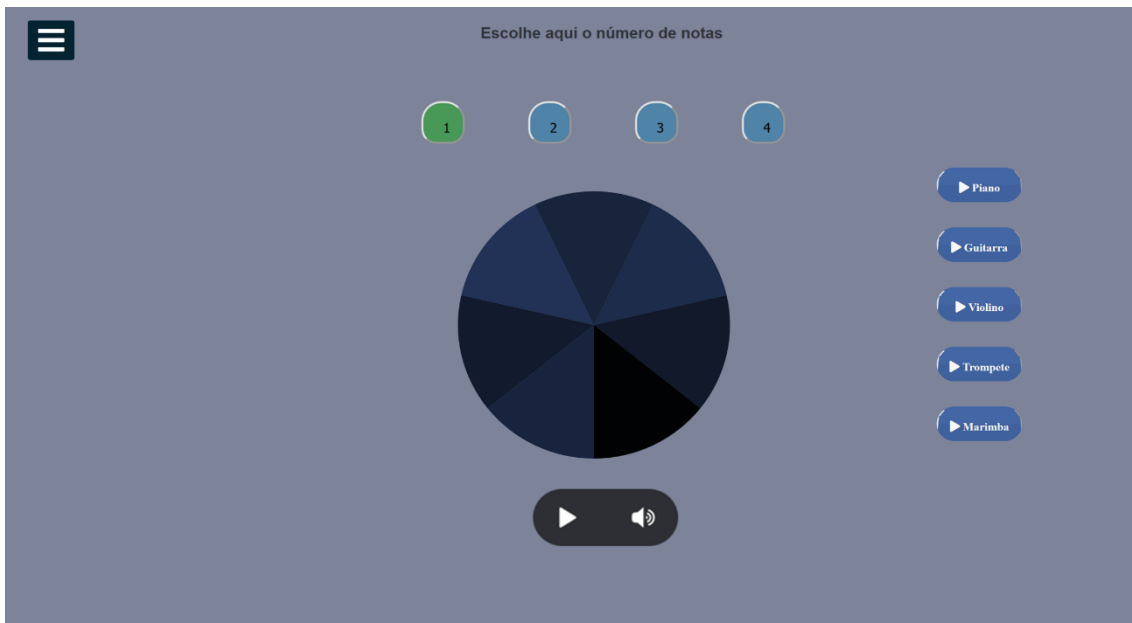 Escolhe aqui o número de notas
1 2 3 4
Piano
Guitarra
Violino
Trompete
Marimba